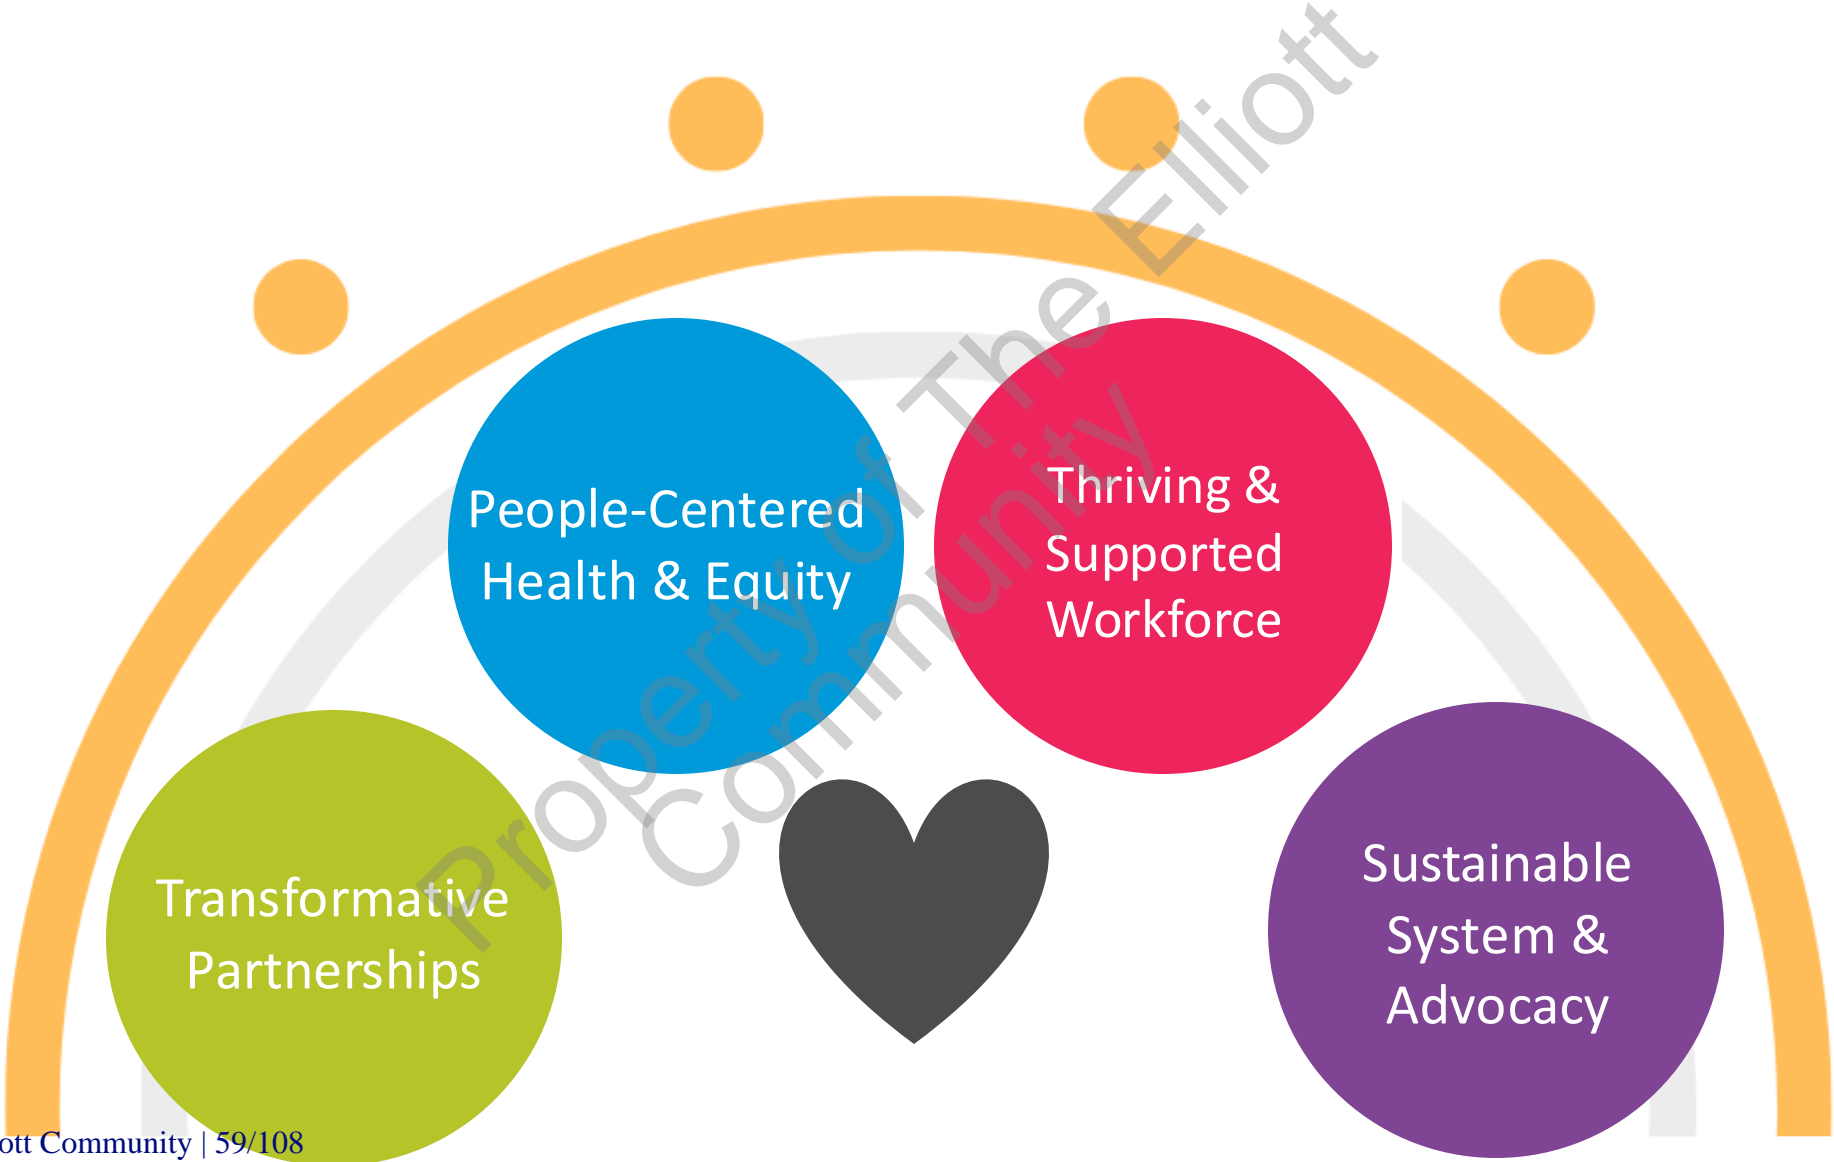 Property of The Elliott
Community
People-Centered
Health & Equity
Thriving &
Supported
Workforce
Transformative
Partnerships
Sustainable
System &
Advocacy
ott Community | 59/108